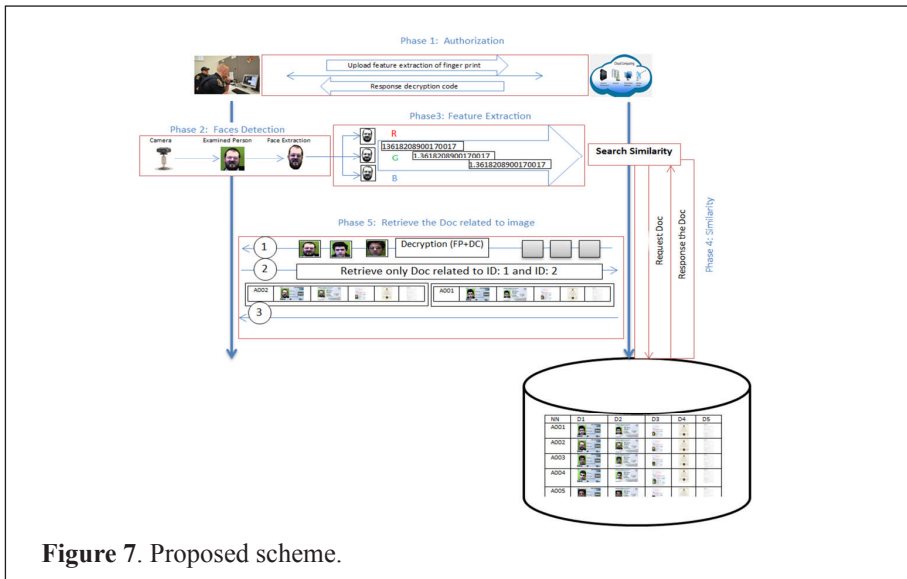 Phase 1: Authorization
Cloud Computing
Upload feature extraction of finger print
Response decryption code
Phase 2: Faces Detection
Phase3: Feature Extraction
Camera
Examined Person
Face Extraction
R
13618208900170017
G
1.3618208900170017
1.3618208900170017
B
Search Similarity
Request Doc
Response the Doc
Phase 4: Similarity
Phase 5: Retrieve the Doc related to image
1
Decryption (FP+DC)
2
Retrieve only Doc related to ID: 1 and ID: 2
A002
A001
3
NN D1 D2 D3 D4 D5
A001
A002
A003
A004
A005
Figure 7. Proposed scheme.